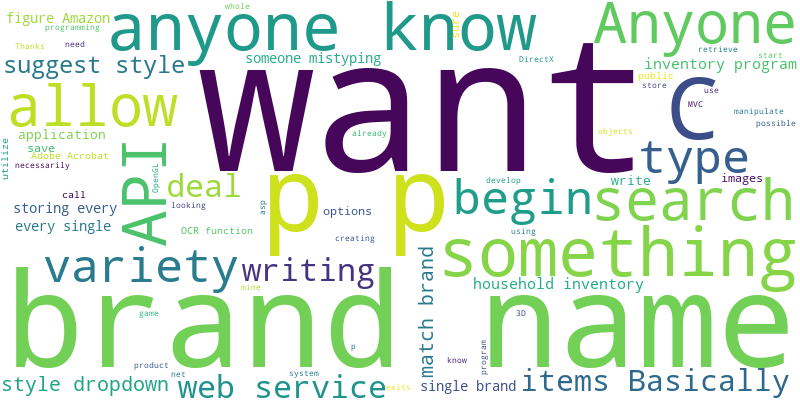 whole
figure Amazon
programming
anyone know
sure
Anyone
Thanks
need
suggest style
someone mistyping
DirectX
retrieve
start
inventory program
want
public
store
use
allow
C
MVC
manipulate
possible
application
already
objects
save
API
type
Adobe Acrobat
utilize
necessarily
OpenGL
deal
p p
develop
write
images
call
looking
asp
options
begin
search
storing every
every single
OCR function
using
creating
something
variety
writing
match brand
mine
household inventory
brand name
game
3D
p
know
program
product
net
system
style dropdown
web service
exits
single brand
items Basically